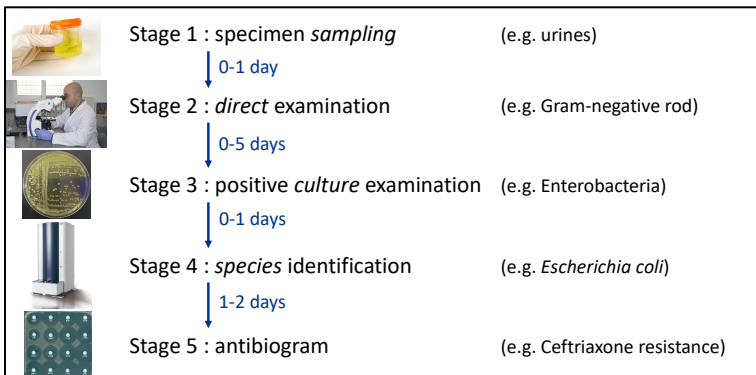 Stage 1 : specimen sampling (e.g. urines)
0-1 day
Stage 2 : direct examination (e.g. Gram-negative rod)
0-5 days
Stage 3 : positive culture examination (e.g. Enterobacteria)
0-1 days
Stage 4 : species identification (e.g. Escherichia coli)
1-2 days
Stage 5 : antibiogram (e.g. Ceftriaxone resistance)